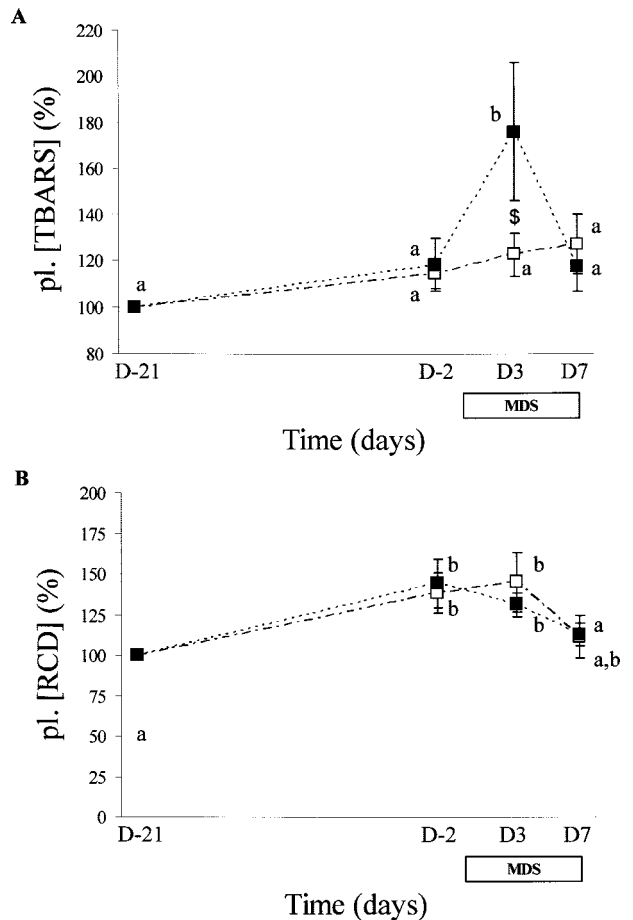 A
220
200
180
160
140
120
100
80
pl. [TBARS] (%)
a
a
a
b
$
a
a
a
D-21
D-2
D3
D7
MDS
Time (days)
B
200
175
150
125
100
75
50
25
0
pl. [RCD] (%)
a
b
b
b
b
a
a,b
D-21
D-2
D3
D7
MDS
Time (days)